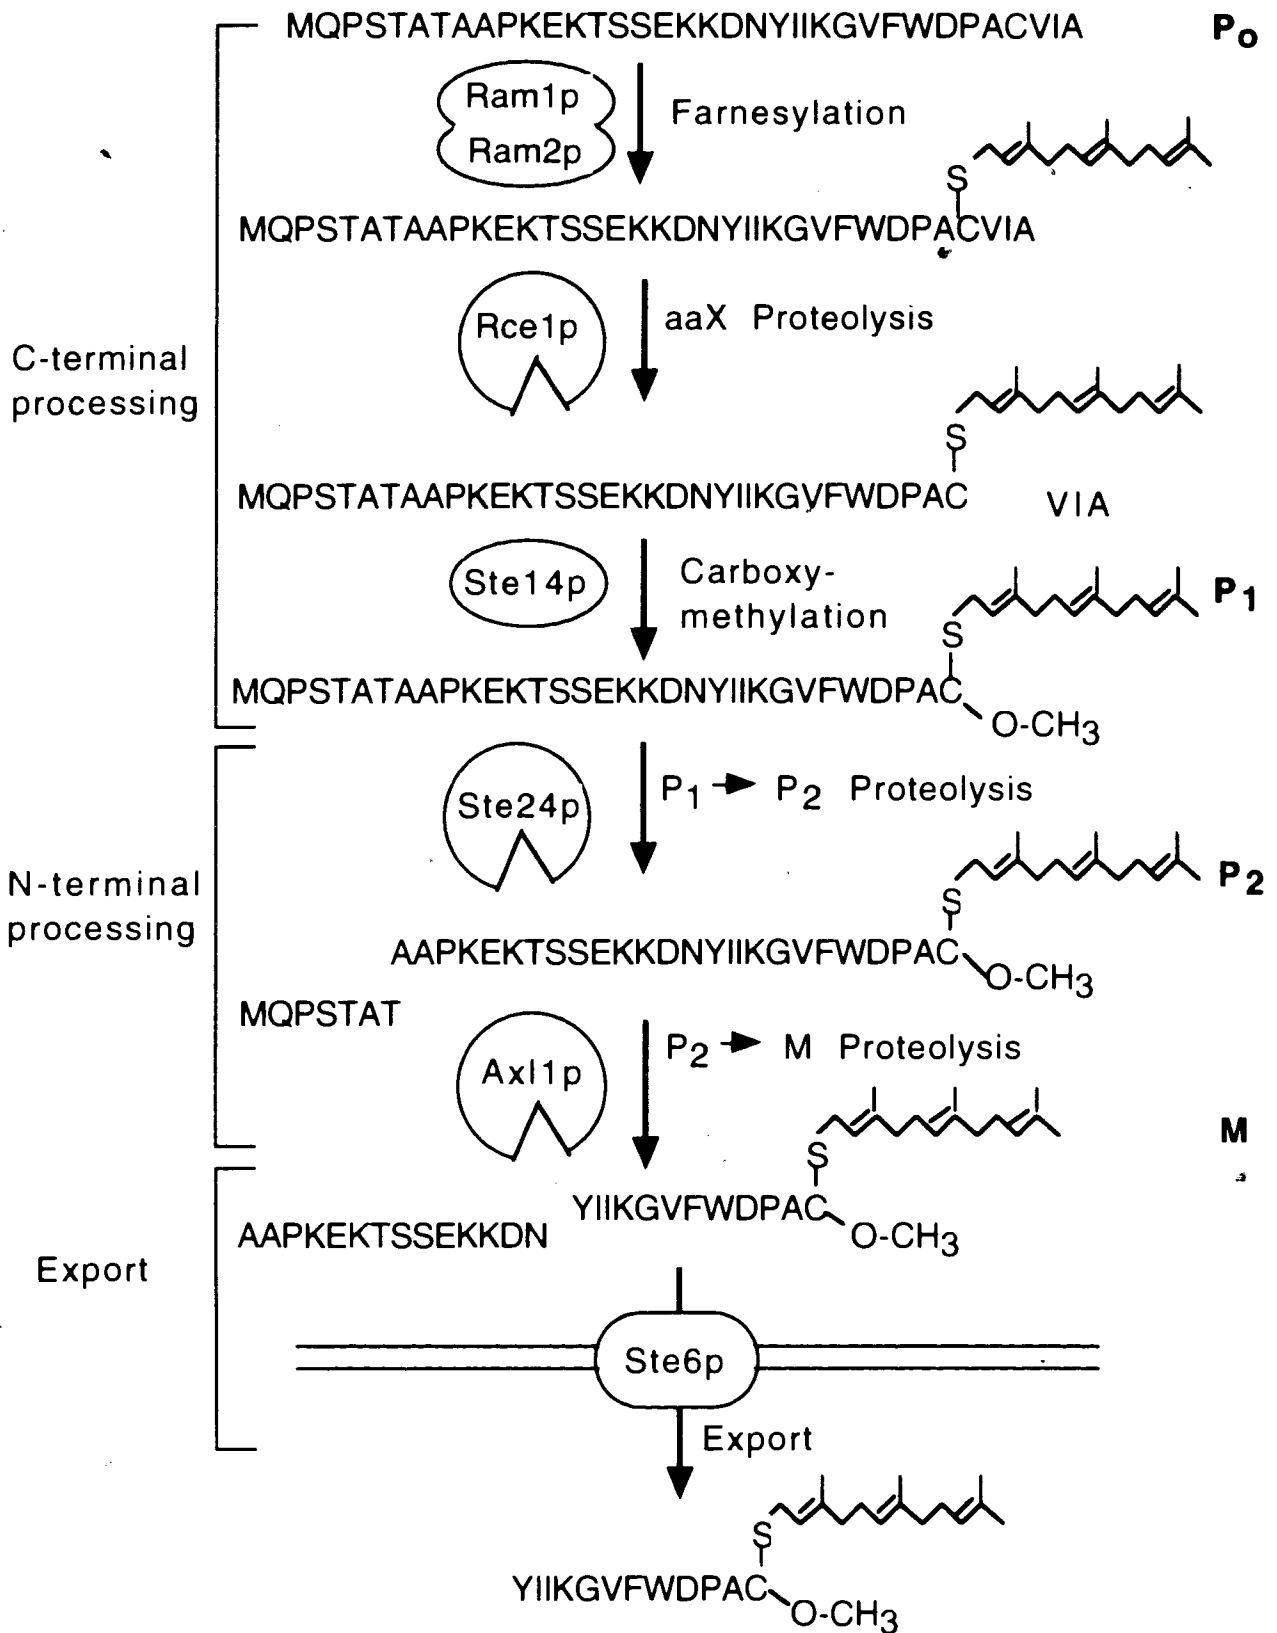 MQPSTATAAPKEKTSSEKKDNYIIKGVFWDPACVIA P0
Ram1p
Ram2p
Farnesylation
S
MQPSTATAAPKEKTSSEKKDNYIIKGVFWDPACVIA
Rce1p
aaX Proteolysis
C-terminal
processing
S
MQPSTATAAPKEKTSSEKKDNYIIKGVFWDPAC VIA
Ste14p
Carboxy-
methylation
P1
S
MQPSTATAAPKEKTSSEKKDNYIIKGVFWDPAC
O-CH3
Ste24p
P1 → P2 Proteolysis
N-terminal
processing
P2
S
AAPKEKTSSEKKDNYIIKGVFWDPAC
O-CH3
MQPSTAT
Axl1p
P2 → M Proteolysis
M
S
YIIKGVFWDPAC
O-CH3
AAPKEKTSSEKKDN
Export
Ste6p
Export
S
YIIKGVFWDPAC
O-CH3